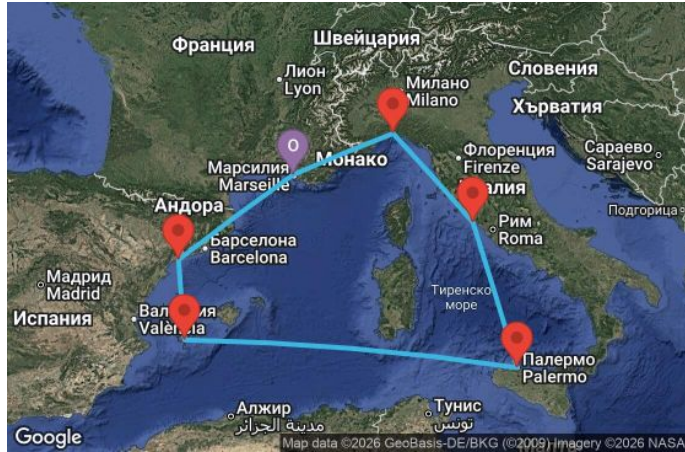 Франция
Швейцария
Лион
Lyon
Милано
Milano
Словения
Хърватия
О
Марсилия
Marseille
Монако
Флоренция
Firenze
Сараево
Sarajevo
Андора
Подгорица
Рим
Roma
Барселона
Barcelona
Мадрид
Madrid
Испания
València
Тиренско
море
Палермо
Palermo
Алжир
مدينة الجزائر
Тунис
تونس
Google
Map data ©2026 GeoBasis-DE/BKG (©2009) Imagery ©2026 NASA